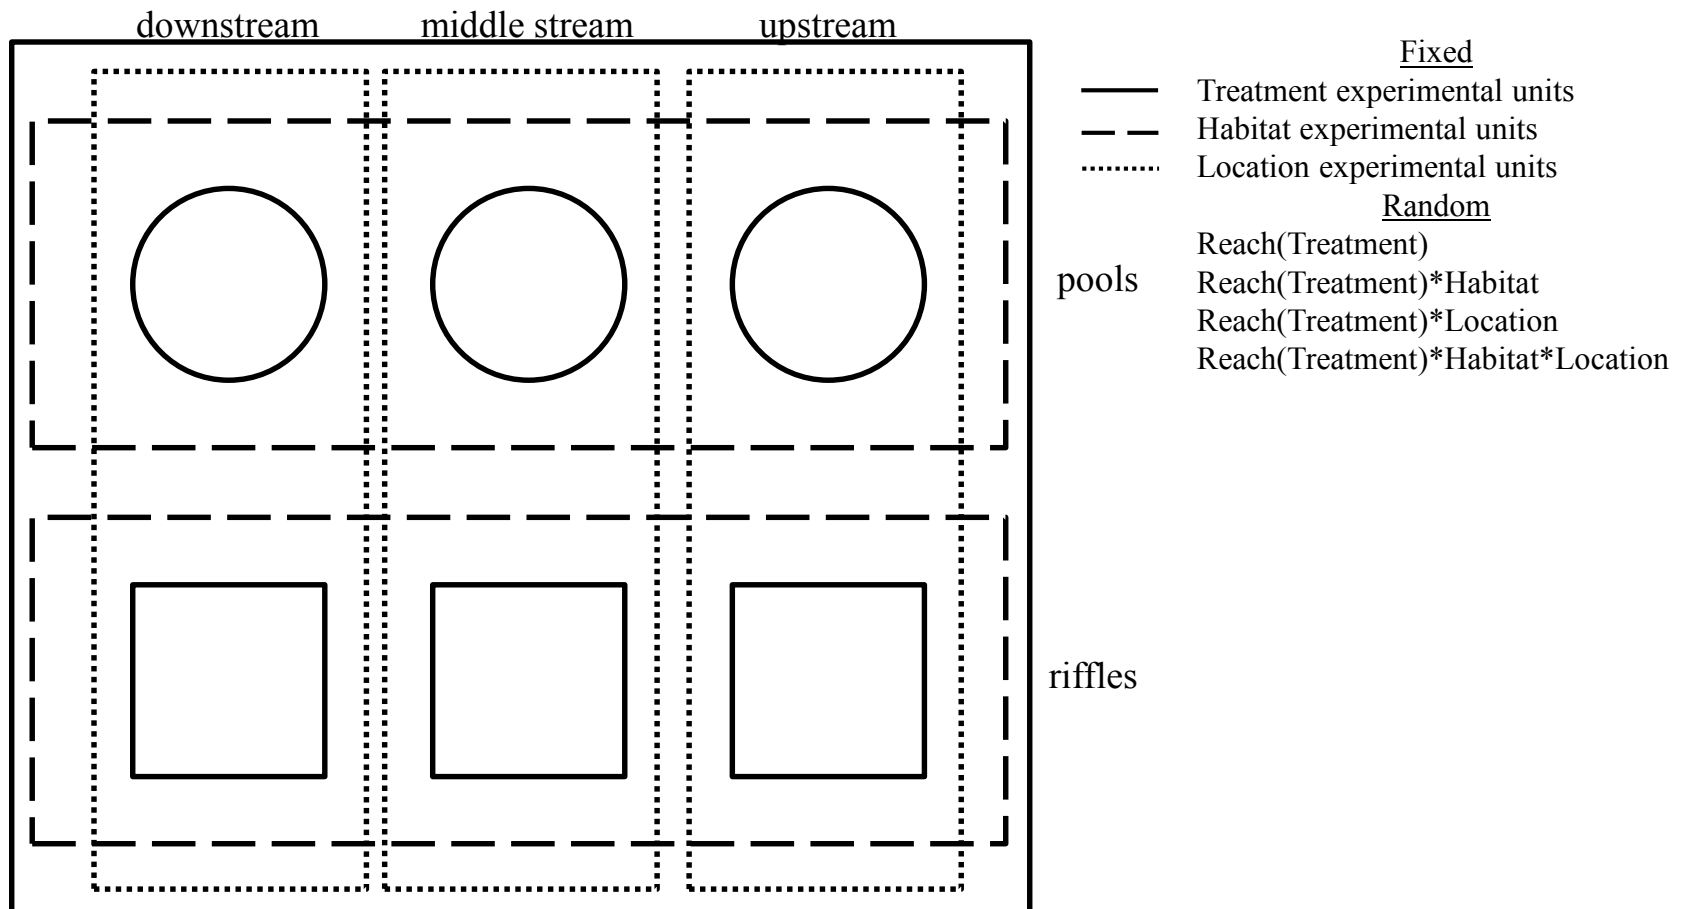 downstream
middle stream
upstream
Fixed
Treatment experimental units
Habitat experimental units
Location experimental units
Random
Reach(Treatment)
Reach(Treatment)*Habitat
Reach(Treatment)*Location
Reach(Treatment)*Habitat*Location
pools
riffles